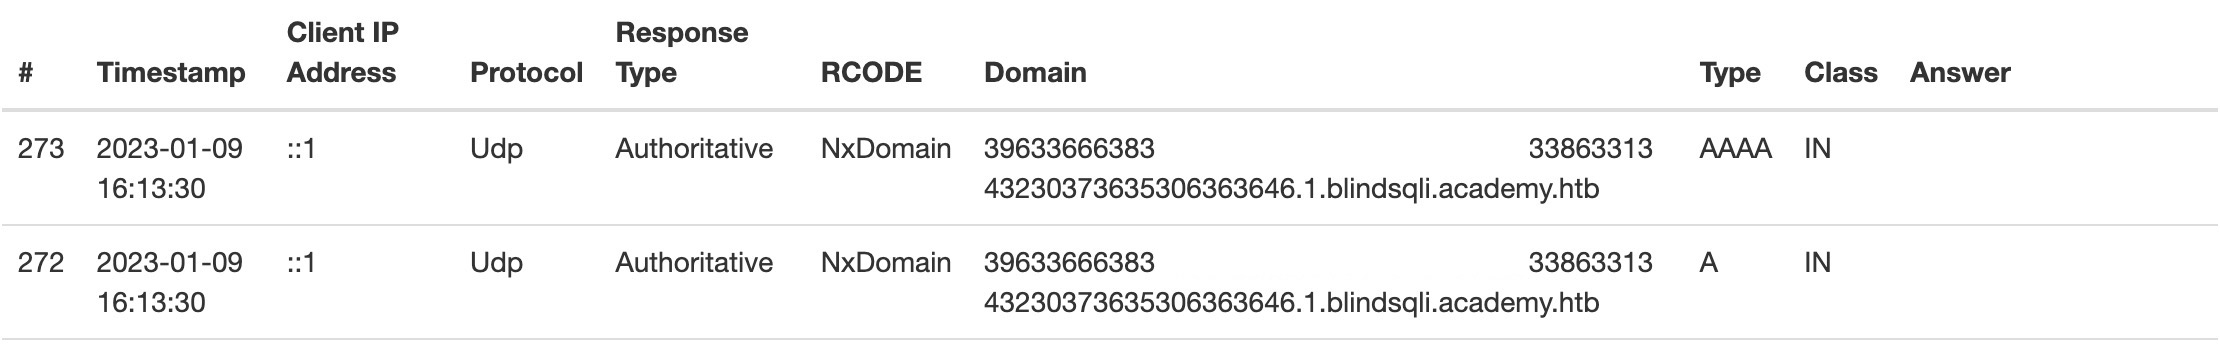 # Timestamp Client IP Address Protocol Response Type RCODE Domain Type Class Answer
273 2023-01-09 ::1 Udp Authoritative NxDomain 39633666383 33863313 AAAA IN
16:13:30 43230373635306363646.1.blindsqli.academy.htb
272 2023-01-09 ::1 Udp Authoritative NxDomain 39633666383 33863313 A IN
16:13:30 43230373635306363646.1.blindsqli.academy.htb